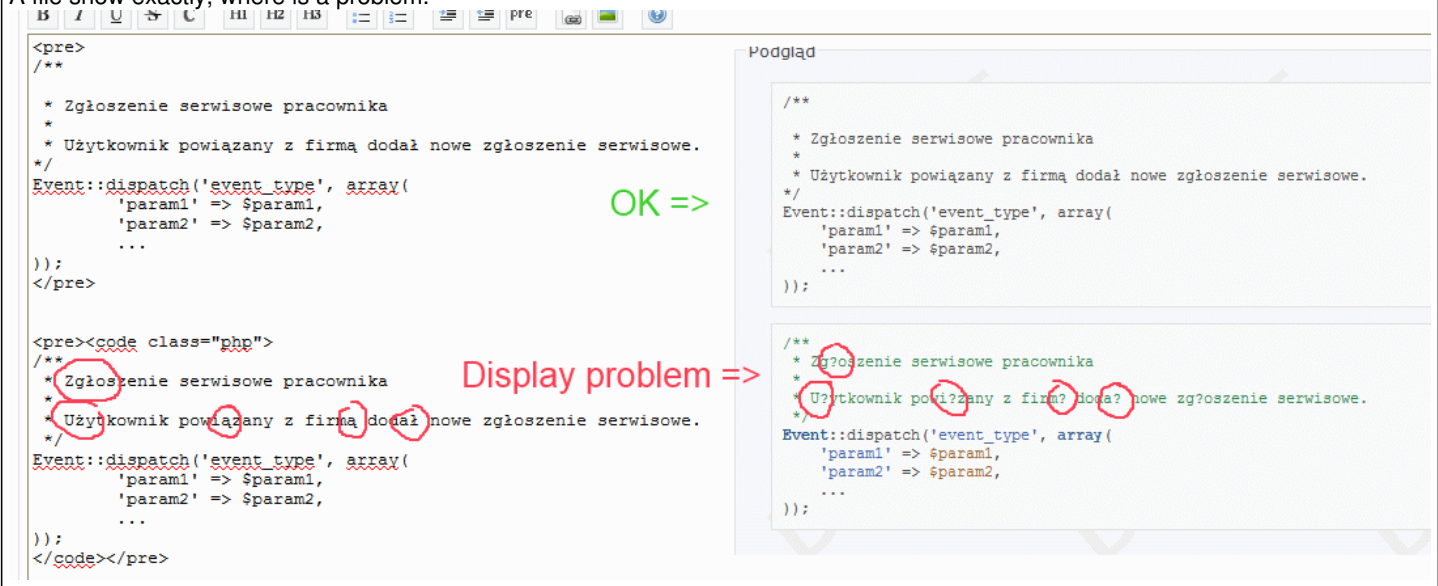 A file show exactly, where is a problem.
B I U S C H1 H2 H3 pre
<pre>
/**
 * Zgłoszenie serwisowe pracownika
 *
 * Użytkownik powiązany z firmą dodał nowe zgłoszenie serwisowe.
*/
Event::dispatch('event_type', array(
        'param1' => $param1,
        'param2' => $param2,
        ...
));
</pre>
OK =>
Podgląd
/**
 * Zgłoszenie serwisowe pracownika
 *
 * Użytkownik powiązany z firmą dodał nowe zgłoszenie serwisowe.
*/
Event::dispatch('event_type', array(
    'param1' => $param1,
    'param2' => $param2,
    ...
));
<pre><code class="php">
/**
 * Zgłoszenie serwisowe pracownika
 *
 * Użytkownik powiązany z firmą dodał nowe zgłoszenie serwisowe.
 */
Event::dispatch('event_type', array(
        'param1' => $param1,
        'param2' => $param2,
        ...
));
</code></pre>
Display problem =>
/**
 * Zg?oszenie serwisowe pracownika
 *
 * U?ytkownik powi?zany z firm? doda? nowe zg?oszenie serwisowe.
 */
Event::dispatch('event_type', array(
    'param1' => $param1,
    'param2' => $param2,
    ...
));